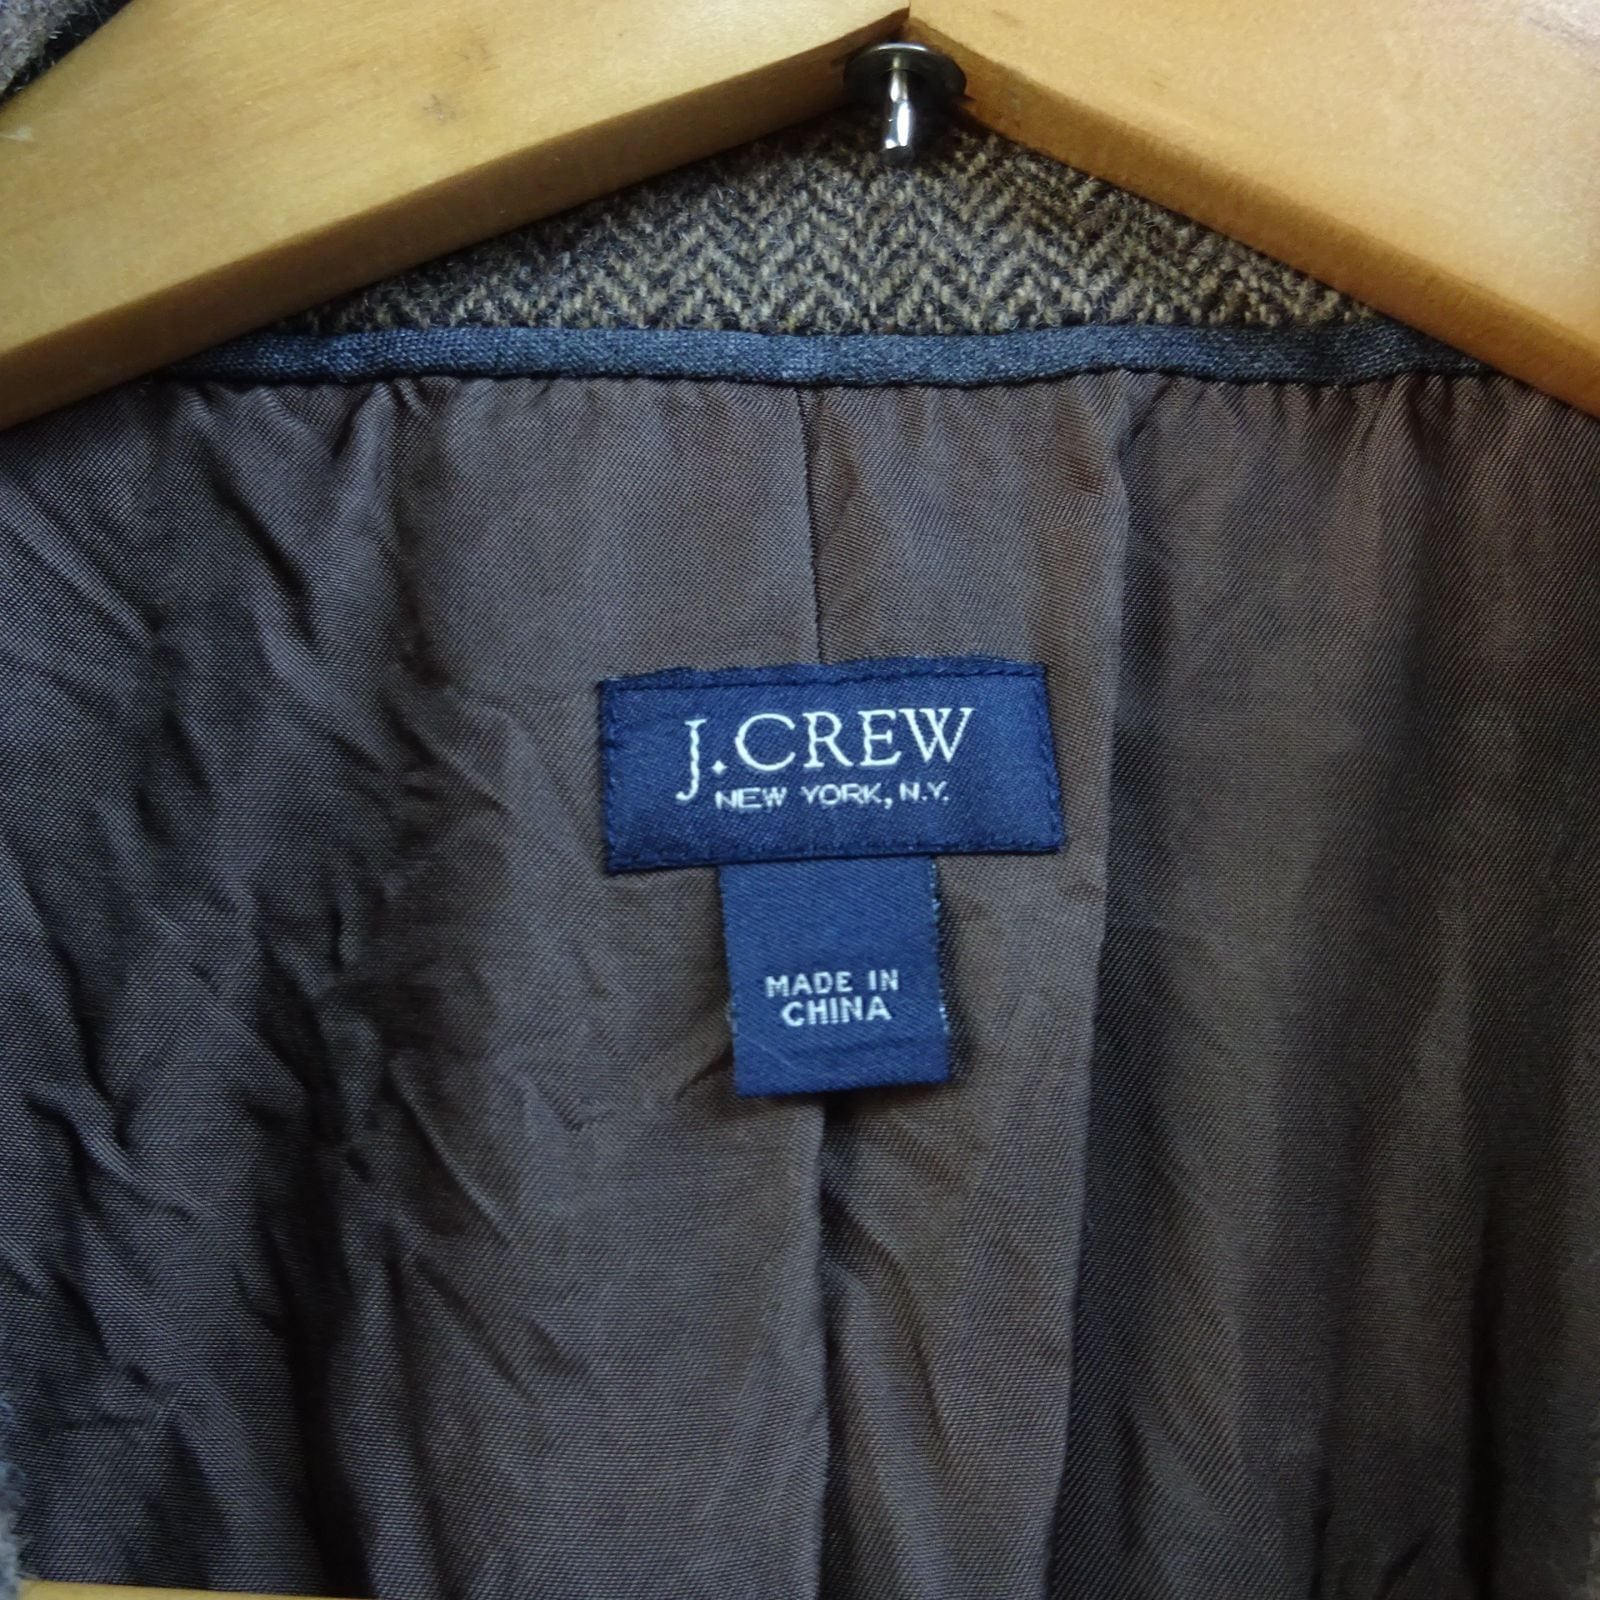 J.CREW
NEW YORK, N.Y.
MADE IN
CHINA